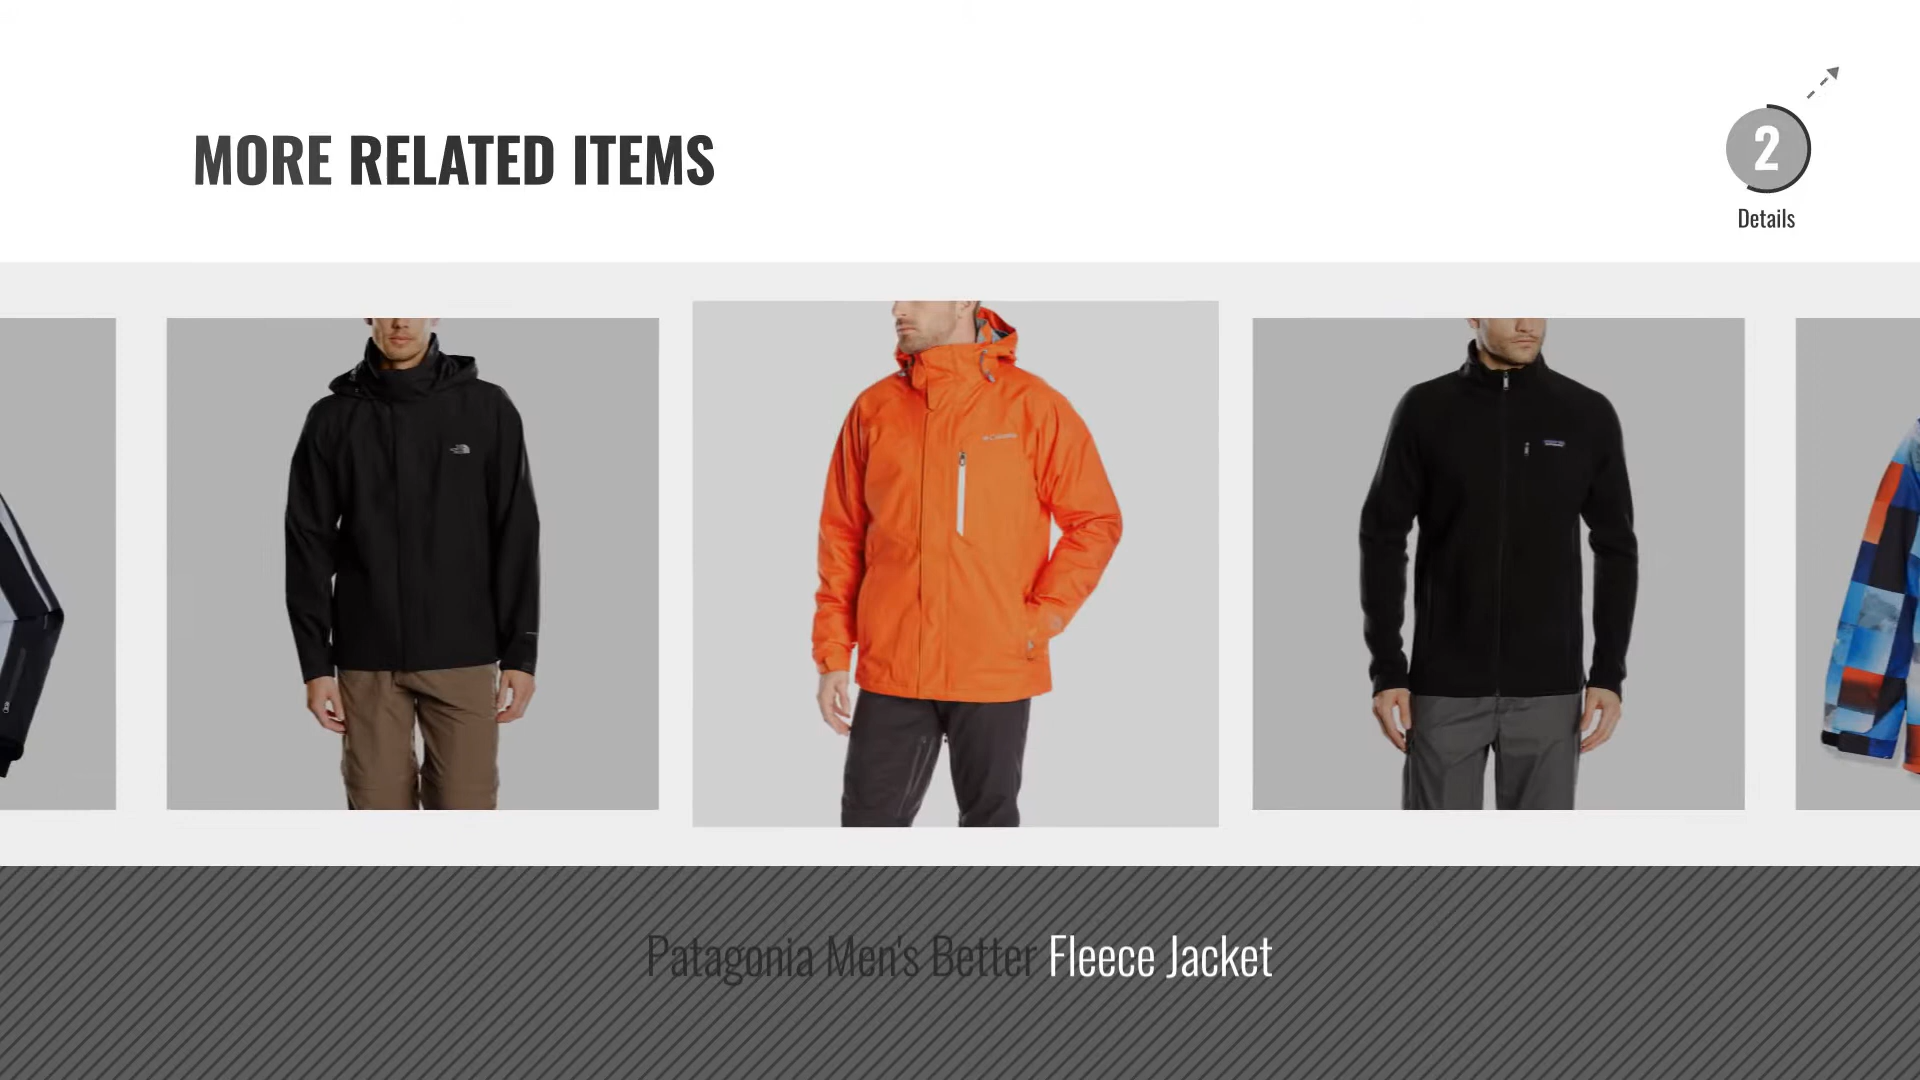 MORE RELATED ITEMS
2
Details
Patagonia Men's Better Fleece Jacket